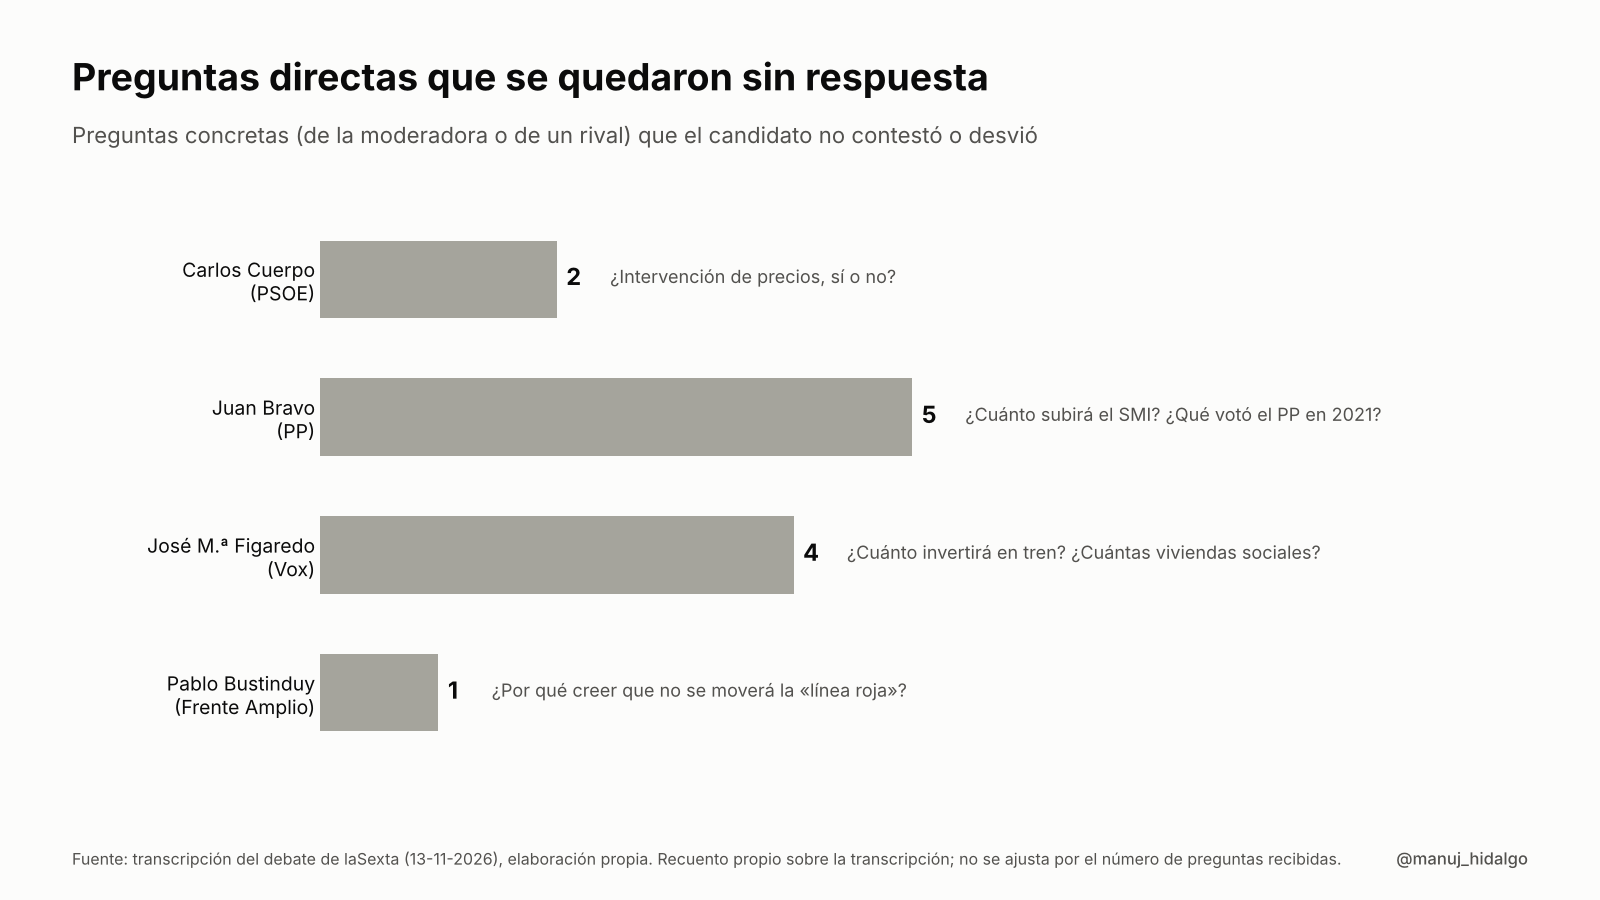 Preguntas directas que se quedaron sin respuesta
Preguntas concretas (de la moderadora o de un rival) que el candidato no contestó o desvió
Carlos Cuerpo
(PSOE)
2 ¿Intervención de precios, sí o no?
Juan Bravo
(PP)
5 ¿Cuánto subirá el SMI? ¿Qué votó el PP en 2021?
José M.ª Figaredo
(Vox)
4 ¿Cuánto invertirá en tren? ¿Cuántas viviendas sociales?
Pablo Bustinduy
(Frente Amplio)
1 ¿Por qué creer que no se moverá la «línea roja»?
Fuente: transcripción del debate de laSexta (13-11-2026), elaboración propia. Recuento propio sobre la transcripción; no se ajusta por el número de preguntas recibidas. @manuj_hidalgo